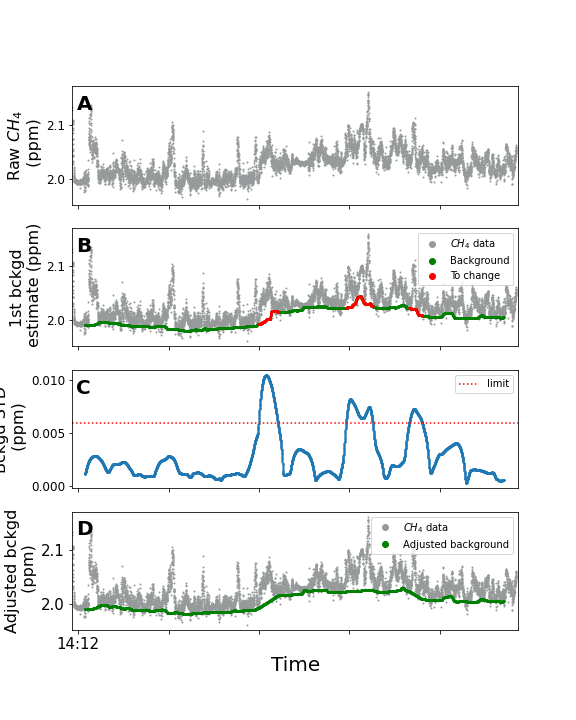 A
Raw CH4
(ppm)
2.1
2.0
B
1st bckgd
estimate (ppm)
2.1
2.0
CH4 data
Background
To change
C
(ppm)
0.010
0.005
0.000
limit
D
Adjusted bckgd
(ppm)
2.1
2.0
CH4 data
Adjusted background
14:12
Time